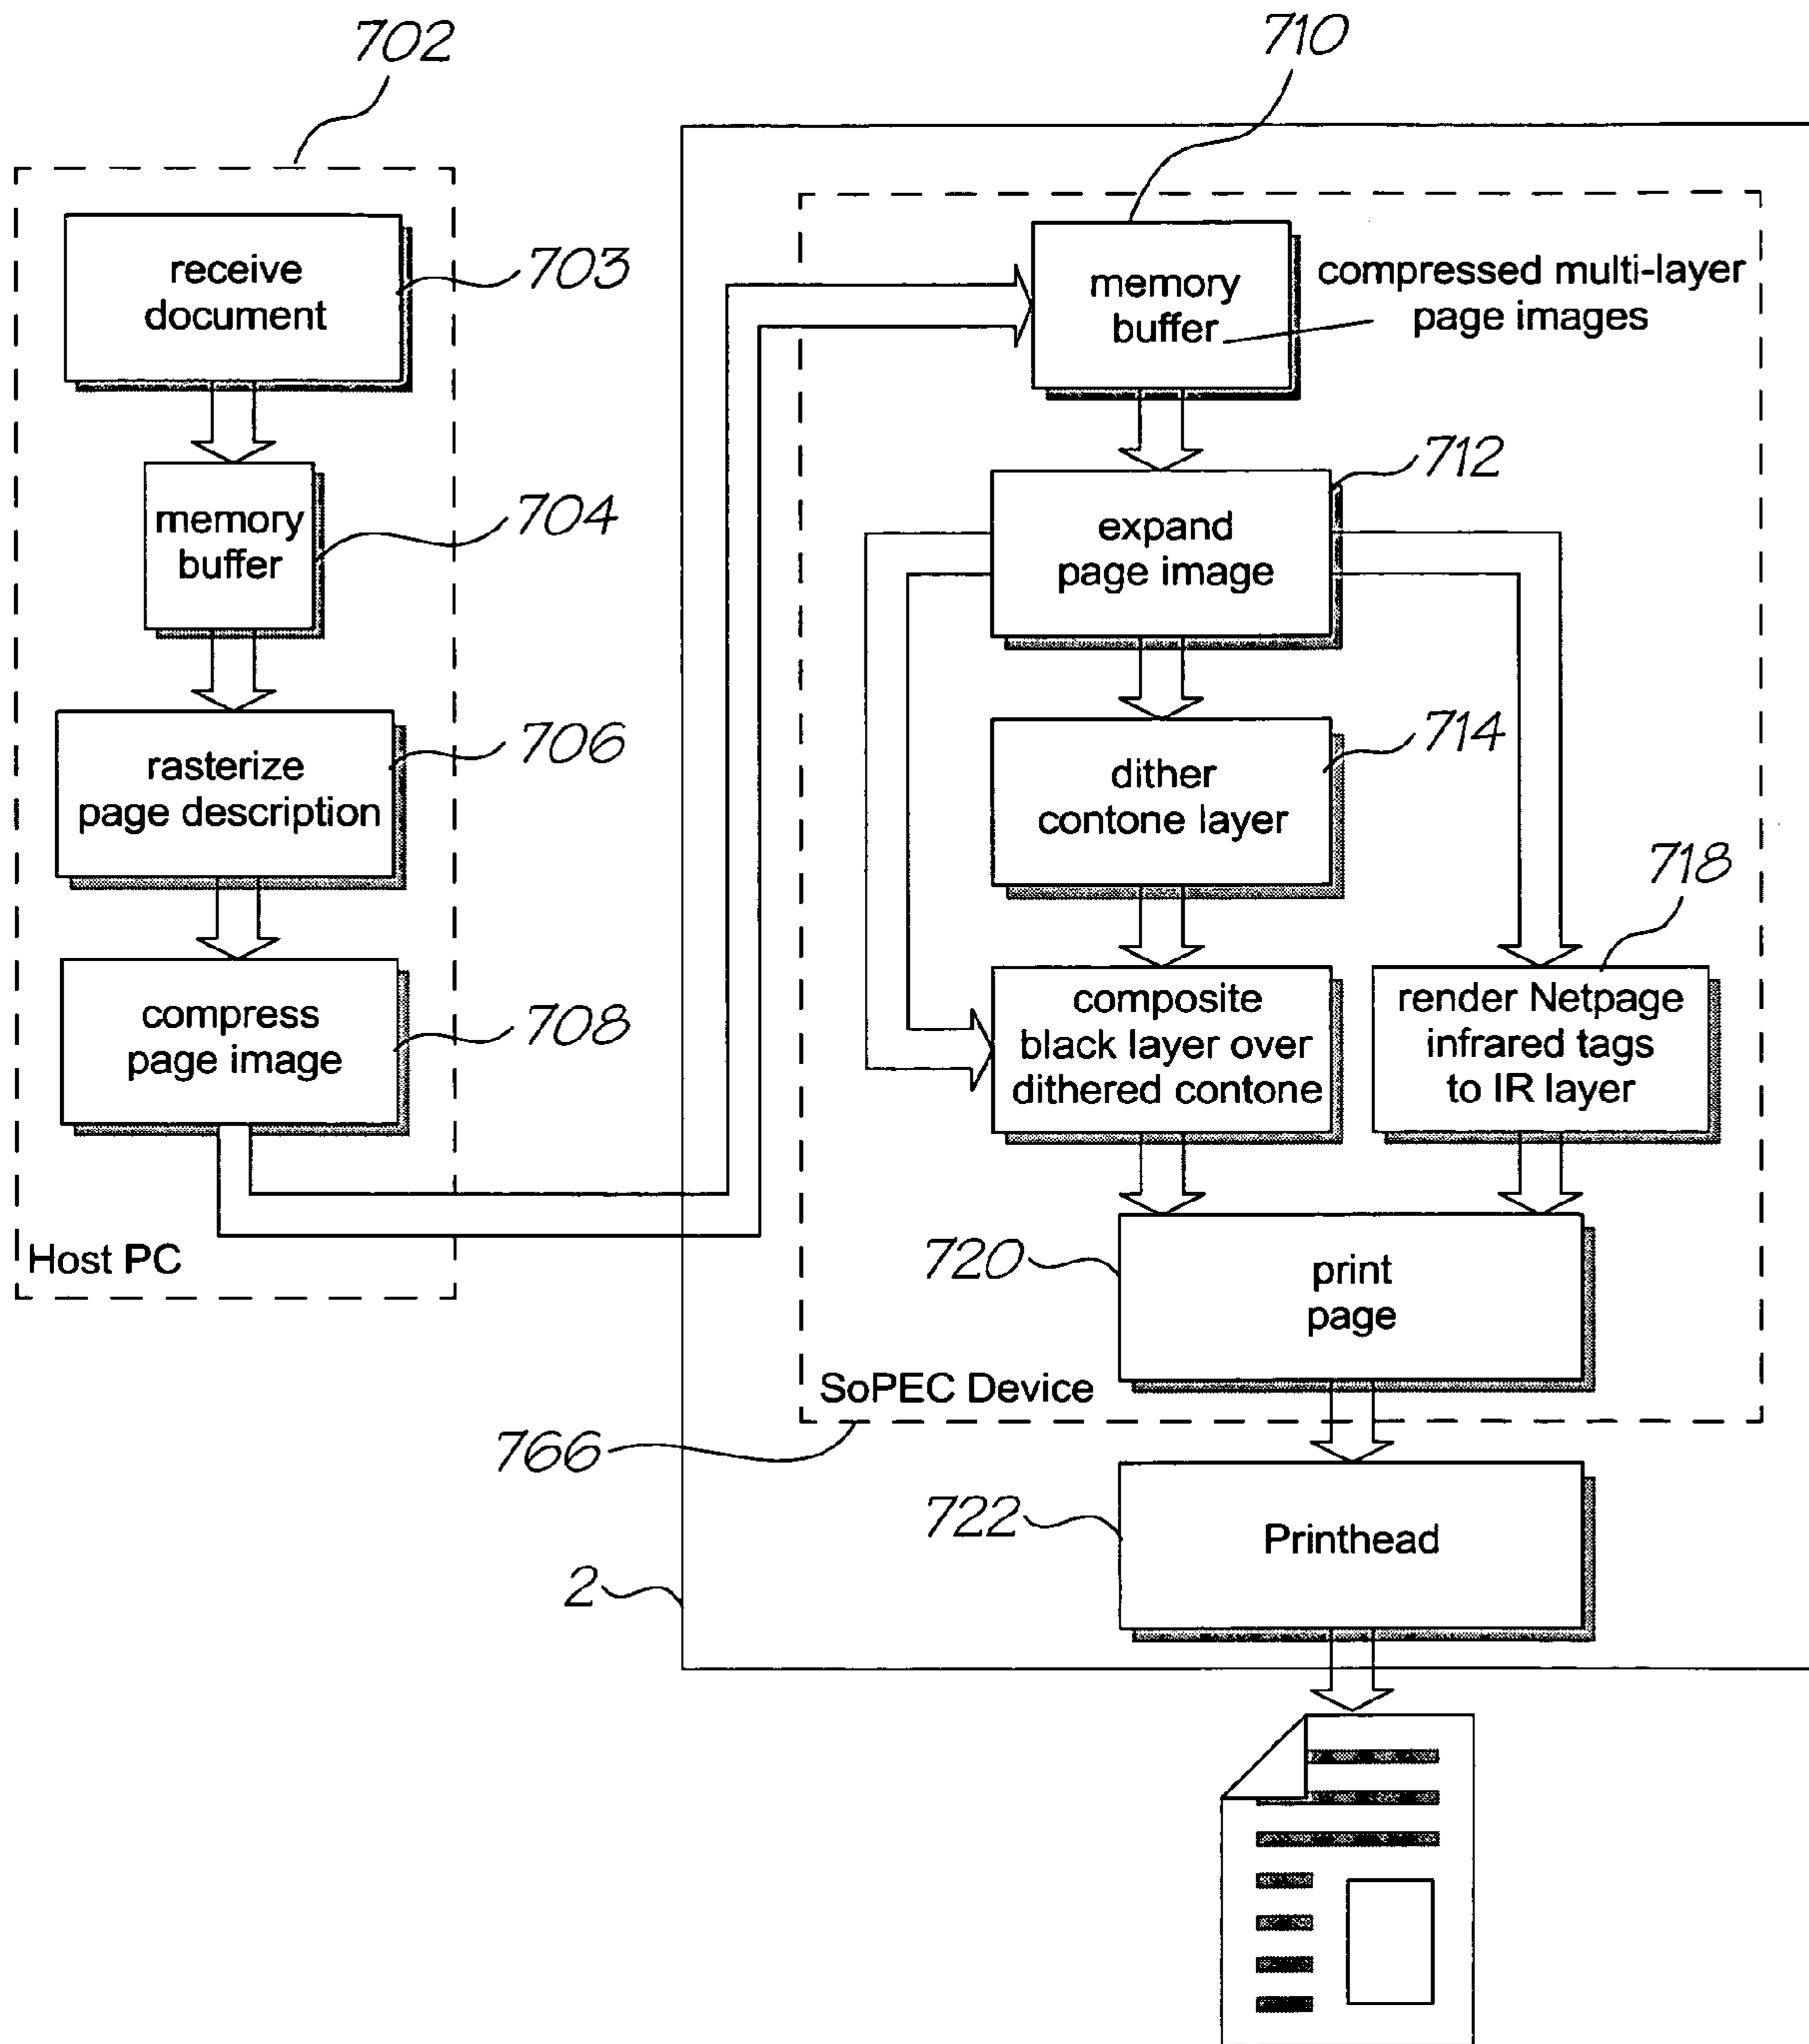 702
710
receive
document
703
memory
buffer
compressed multi-layer
page images
memory
buffer
704
expand
page image
712
rasterize
page description
706
dither
contone layer
714
718
compress
page image
708
composite
black layer over
dithered contone
render Netpage
infrared tags
to IR layer
Host PC
720
print
page
SoPEC Device
766
722
Printhead
2